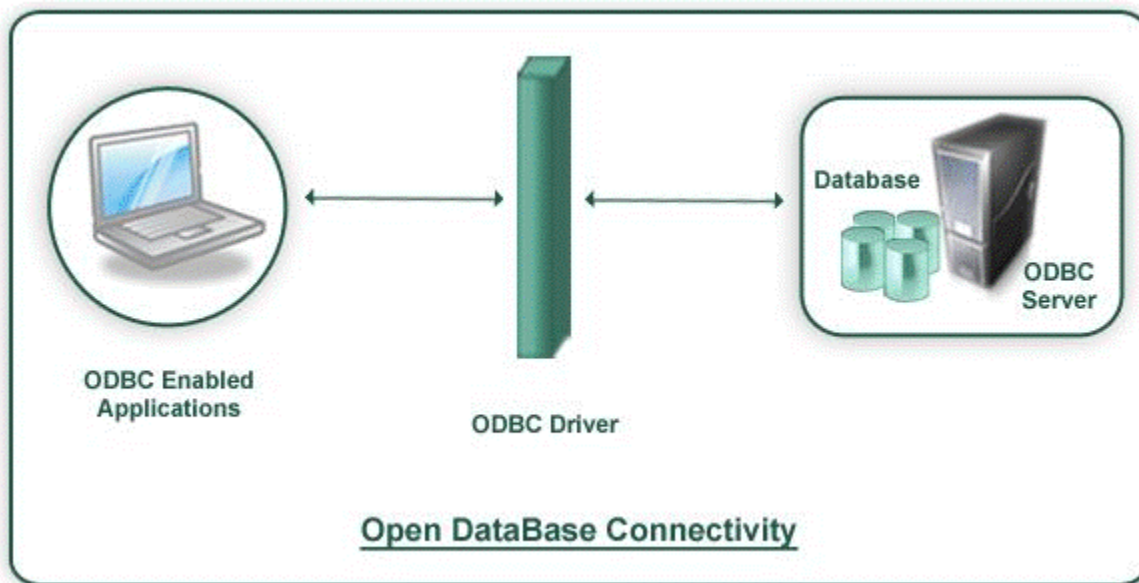 Database
ODBC
Server
ODBC Enabled
Applications
ODBC Driver
Open DataBase Connectivity